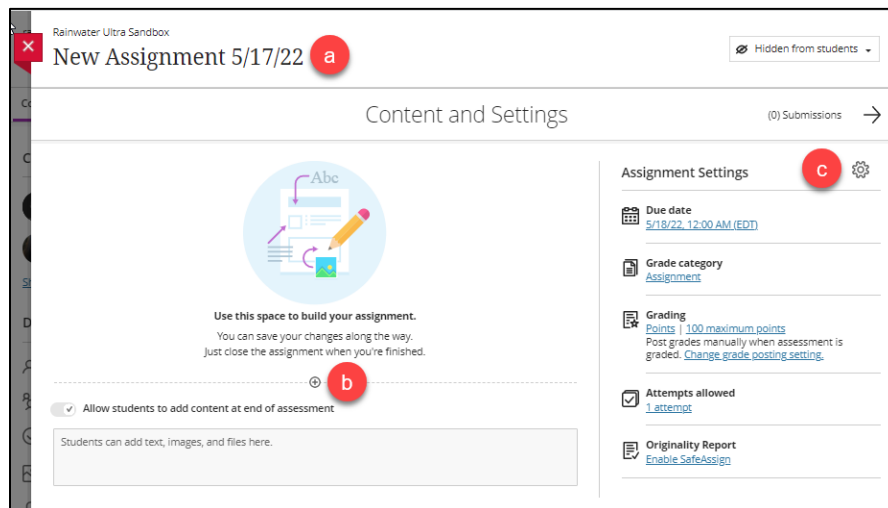 Rainwater Ultra Sandbox
New Assignment 5/17/22
a
Hidden from students
Content and Settings
(0) Submissions
Abc
Use this space to build your assignment.
You can save your changes along the way.
Just close the assignment when you're finished.
b
Allow students to add content at end of assessment
Students can add text, images, and files here.
Assignment Settings
c
Due date
5/18/22, 12:00 AM (EDT)
Grade category
Assignment
Grading
Points | 100 maximum points
Post grades manually when assessment is
graded. Change grade posting setting.
Attempts allowed
1 attempt
Originality Report
Enable SafeAssign